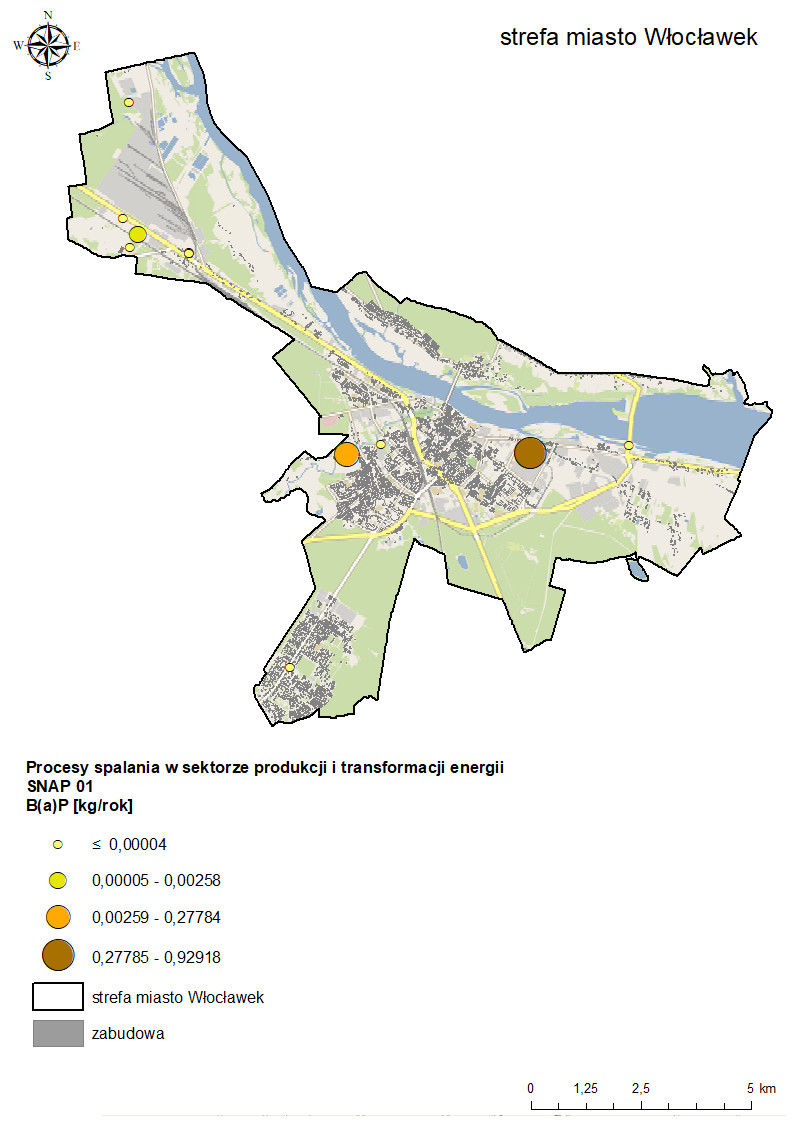 N
W E
S
strefa miasto Włocławek
Procesy spalania w sektorze produkcji i transformacji energii
SNAP 01
B(a)P [kg/rok]
≤ 0,00004
0,00005 - 0,00258
0,00259 - 0,27784
0,27785 - 0,92918
strefa miasto Włocławek
zabudowa
0 1,25 2,5 5 km